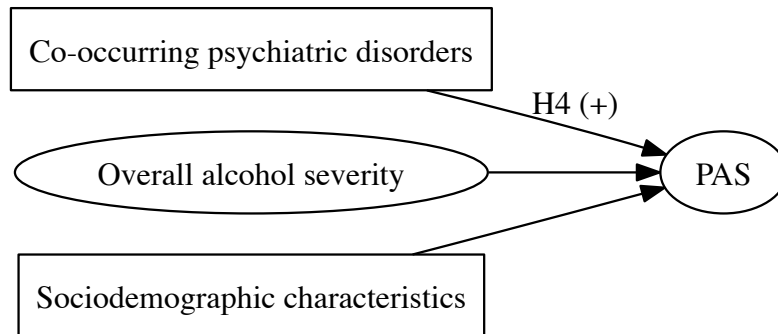 Co-occurring psychiatric disorders
H4 (+)
Overall alcohol severity
PAS
Sociodemographic characteristics